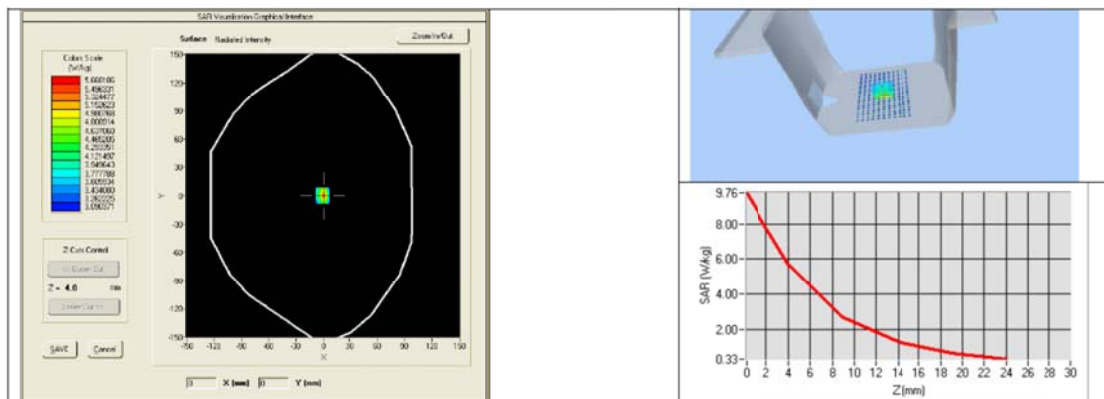 SAR Visualisation Graphical Interface
Surface Radiated Intensity
Zoom In/Out
Colors Scale
(W/kg)
5.668186
5.496331
5.324477
5.152623
4.980768
4.808914
4.637060
4.465205
4.293351
4.121497
3.949643
3.777788
3.605934
3.434080
3.262225
3.090371
150
120
90
60
30
0
-30
-60
-90
-120
-150
Y
-150 -120 -90 -60 -30 0 30 60 90 120 150
X
Z Cuts Control
Z = 4.0 mm
SAVE Cancel
0 X (mm) 0 Y (mm)
9.76
8.00
6.00
4.00
2.00
0.33
SAR (W/kg)
0 2 4 6 8 10 12 14 16 18 20 22 24 26 28 30
Z (mm)